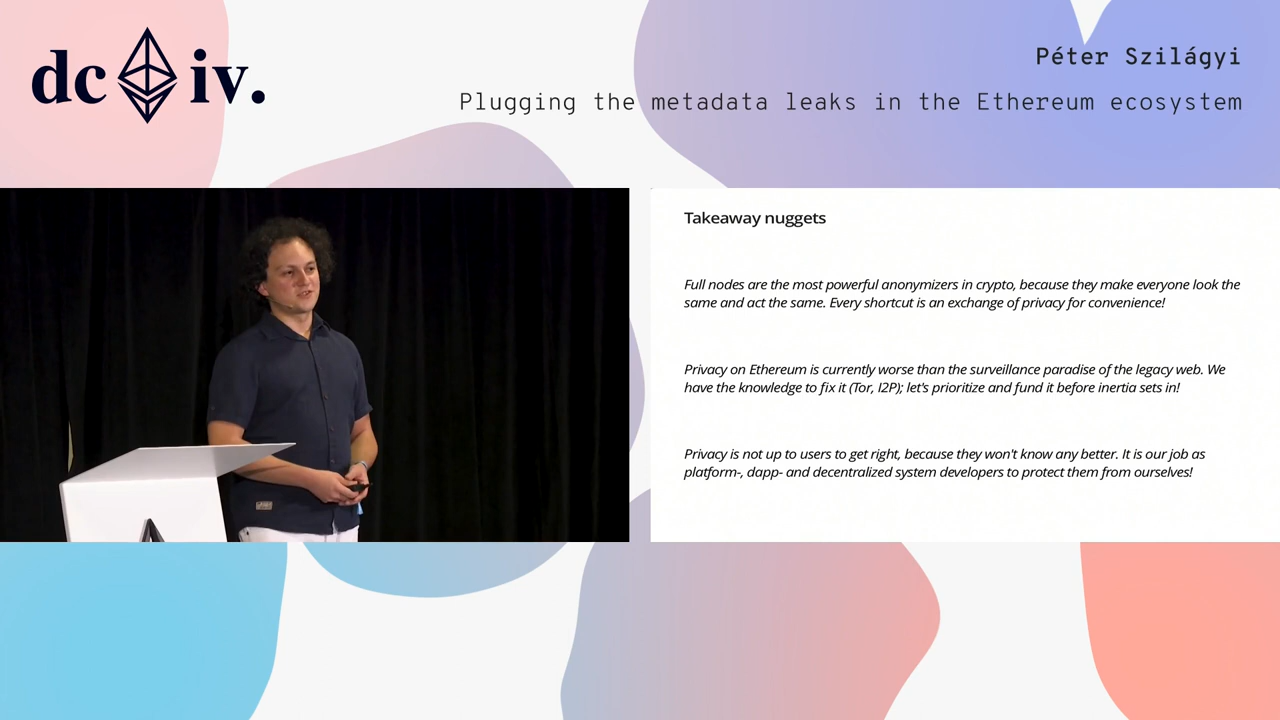 dc iv.
Péter Szilágyi
Plugging the metadata leaks in the Ethereum ecosystem
Takeaway nuggets
Full nodes are the most powerful anonymizers in crypto, because they make everyone look the
same and act the same. Every shortcut is an exchange of privacy for convenience!
Privacy on Ethereum is currently worse than the surveillance paradise of the legacy web. We
have the knowledge to fix it (Tor, I2P); let's prioritize and fund it before inertia sets in!
Privacy is not up to users to get right, because they won't know any better. It is our job as
platform-, dapp- and decentralized system developers to protect them from ourselves!